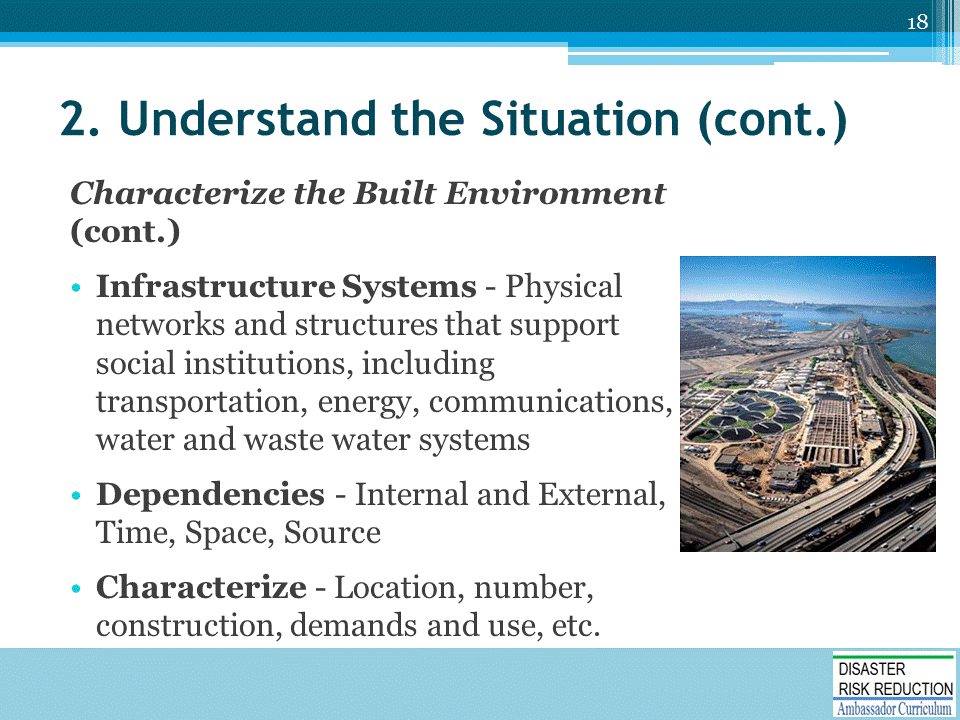 18
2. Understand the Situation (cont.)
Characterize the Built Environment
(cont.)
• Infrastructure Systems - Physical
networks and structures that support
social institutions, including
transportation, energy, communications,
water and waste water systems
• Dependencies - Internal and External,
Time, Space, Source
• Characterize - Location, number,
construction, demands and use, etc.
DISASTER
RISK REDUCTION
Ambassador Curriculum